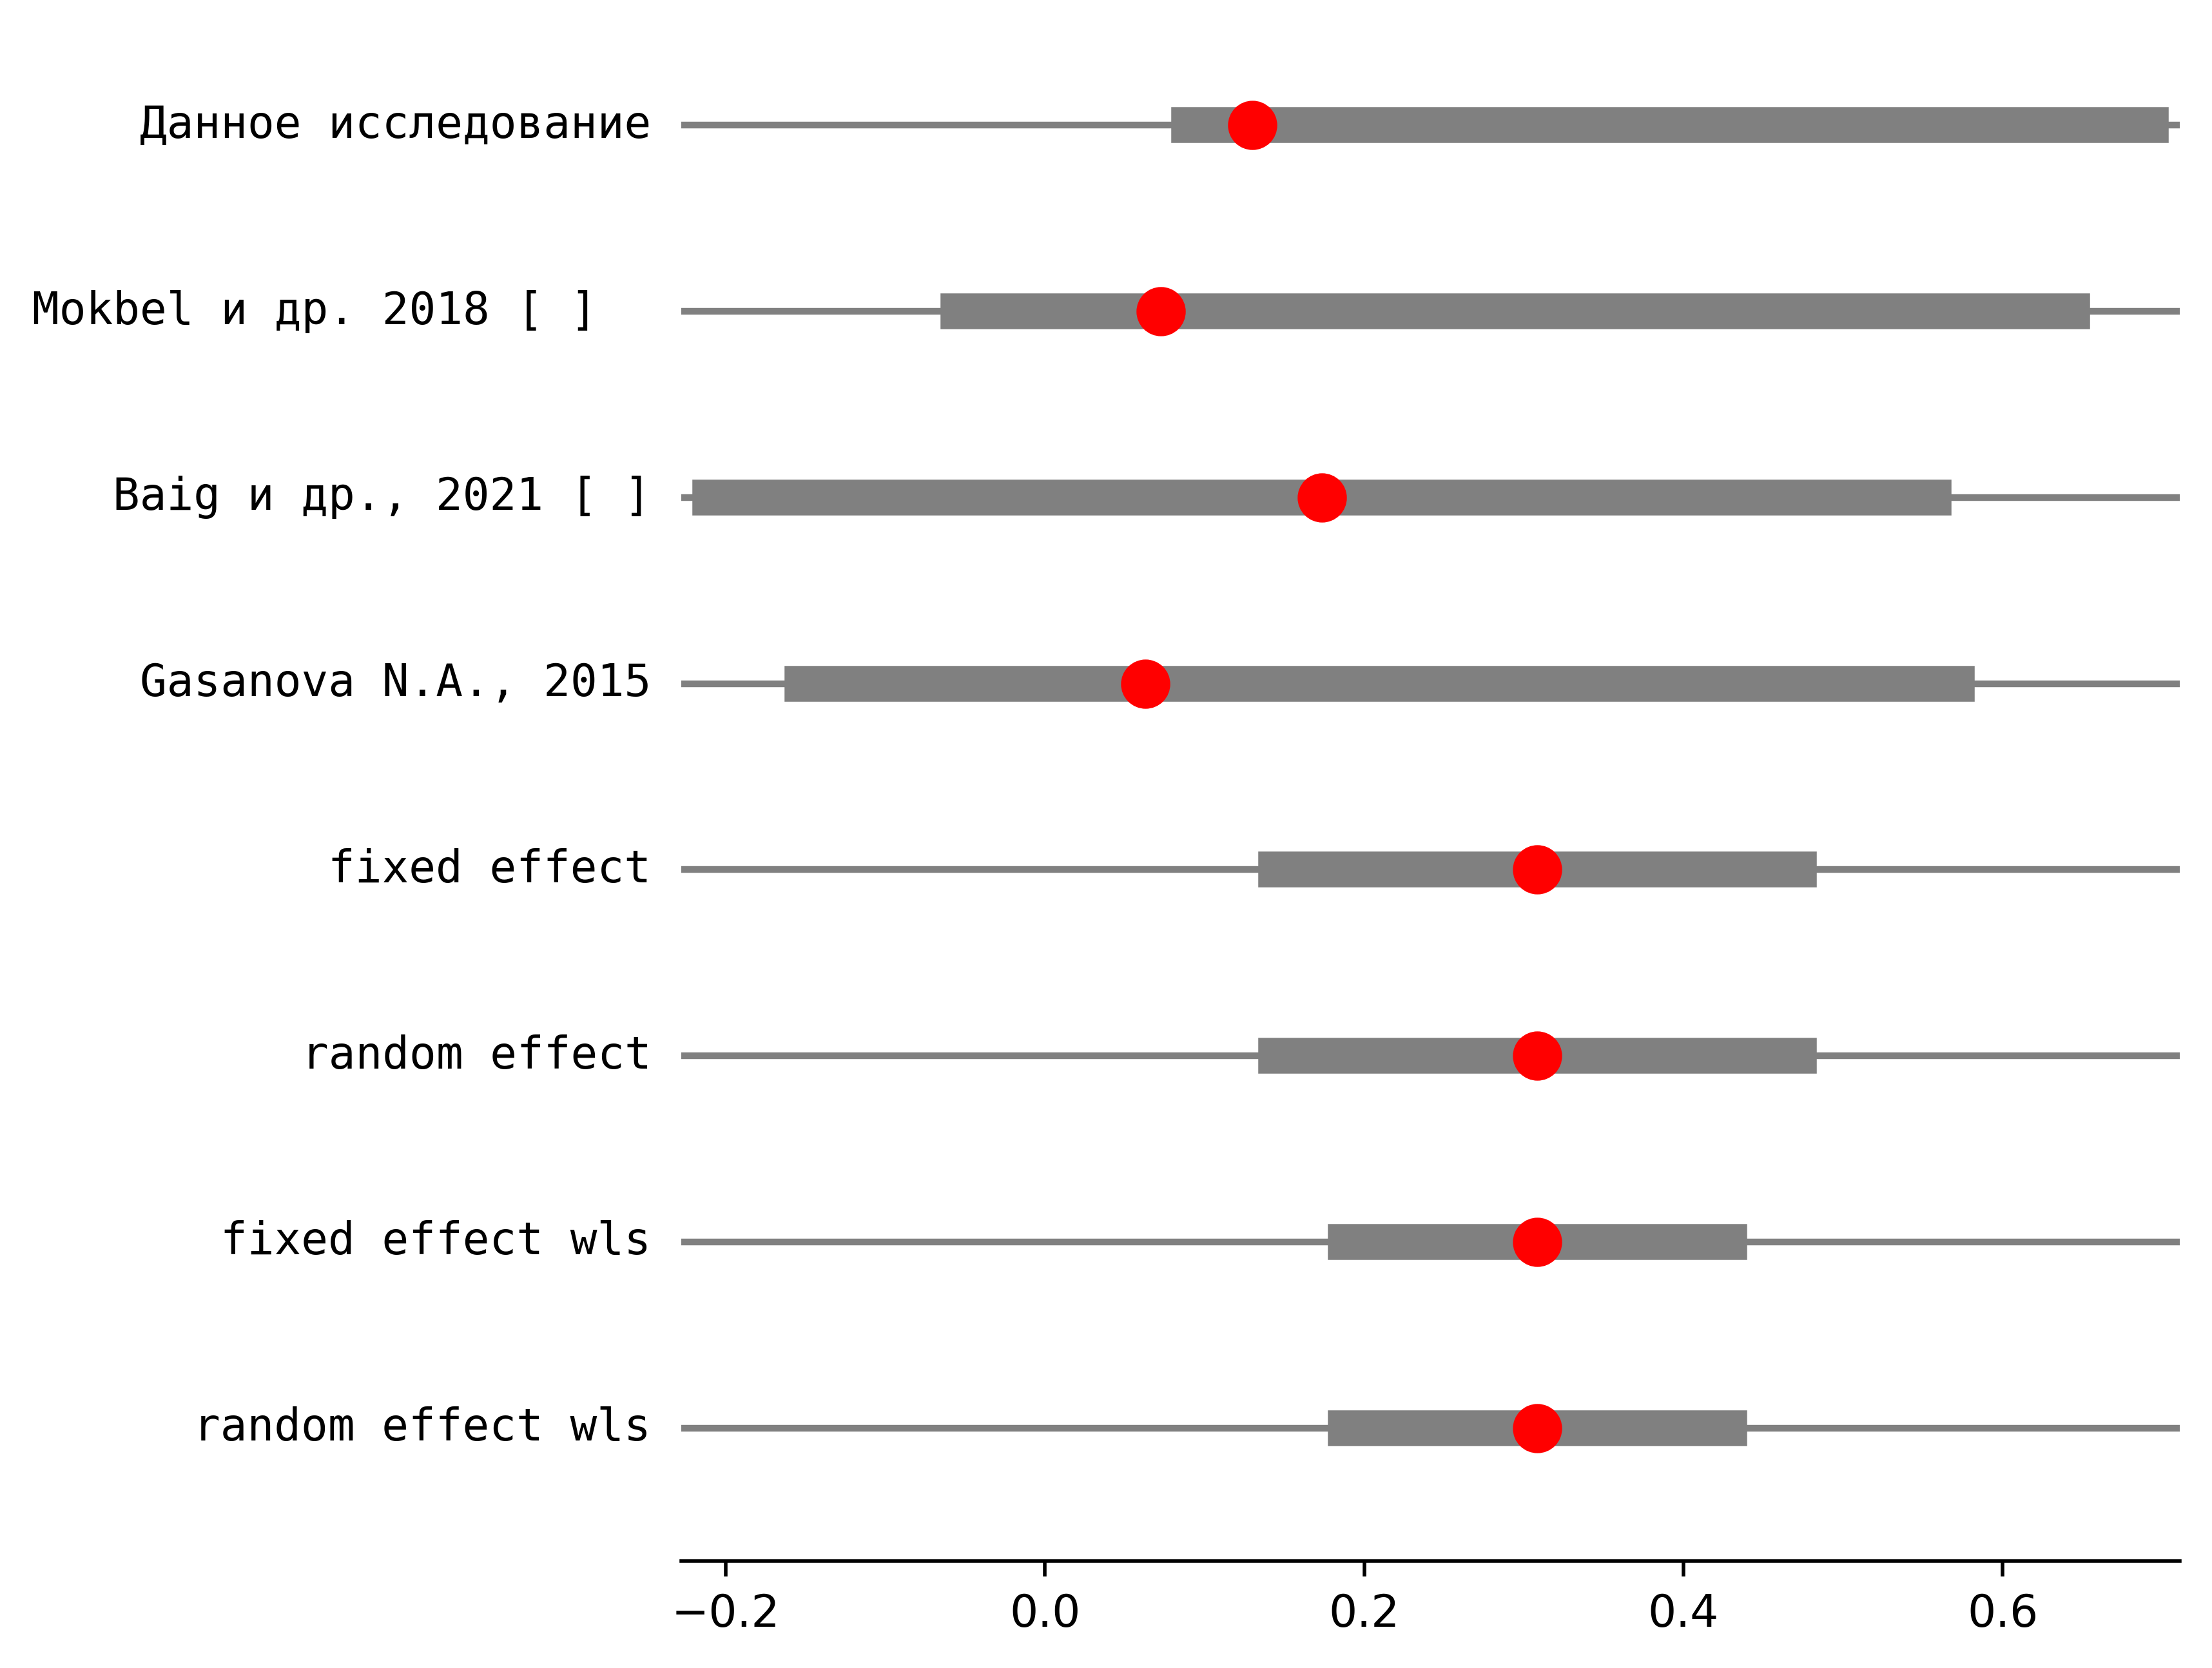 Данное исследование
Mokbel и др. 2018 [ ]
Baig и др., 2021 [ ]
Gasanova N.A., 2015
fixed effect
random effect
fixed effect wls
random effect wls
−0.2 0.0 0.2 0.4 0.6